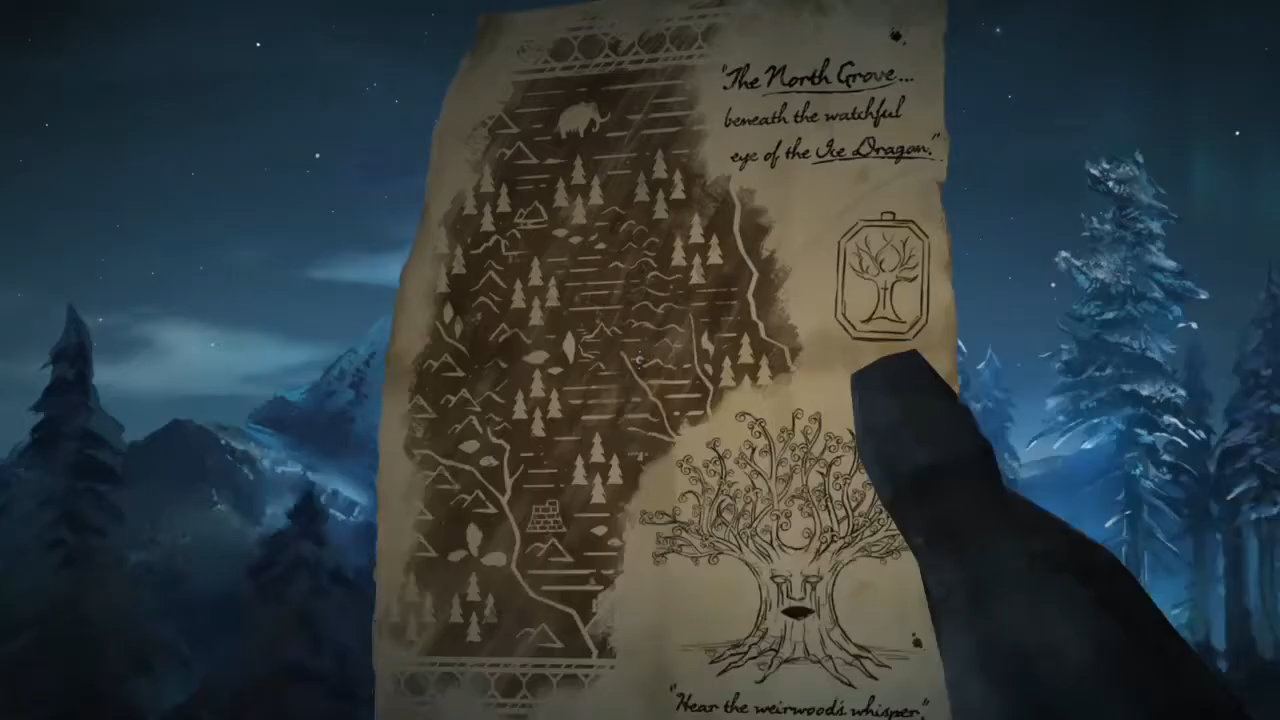 "The North Grove...
beneath the watchful
eye of the Ice Dragon."
"Hear the weirwood's whisper"